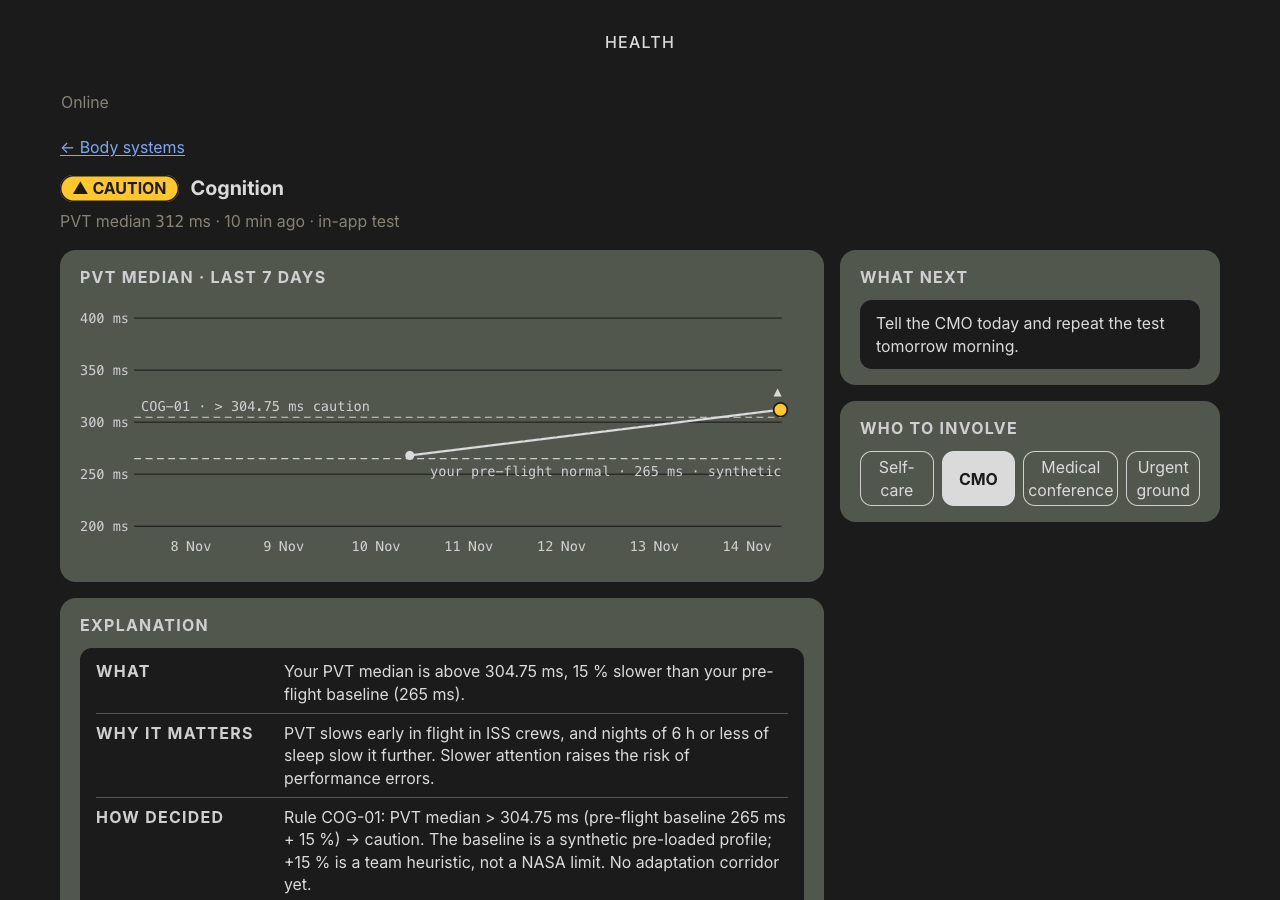 HEALTH
Online
← Body systems
▲ CAUTION Cognition
PVT median 312 ms · 10 min ago · in-app test
PVT MEDIAN · LAST 7 DAYS
400 ms
350 ms
COG-01 · > 304.75 ms caution
300 ms
your pre-flight normal · 265 ms · synthetic
250 ms
200 ms
8 Nov 9 Nov 10 Nov 11 Nov 12 Nov 13 Nov 14 Nov
WHAT NEXT
Tell the CMO today and repeat the test
tomorrow morning.
WHO TO INVOLVE
Self-
care
CMO
Medical
conference
Urgent
ground
EXPLANATION
WHAT
Your PVT median is above 304.75 ms, 15 % slower than your pre-
flight baseline (265 ms).
WHY IT MATTERS
PVT slows early in flight in ISS crews, and nights of 6 h or less of
sleep slow it further. Slower attention raises the risk of
performance errors.
HOW DECIDED
Rule COG-01: PVT median > 304.75 ms (pre-flight baseline 265 ms
+ 15 %) → caution. The baseline is a synthetic pre-loaded profile;
+15 % is a team heuristic, not a NASA limit. No adaptation corridor
yet.